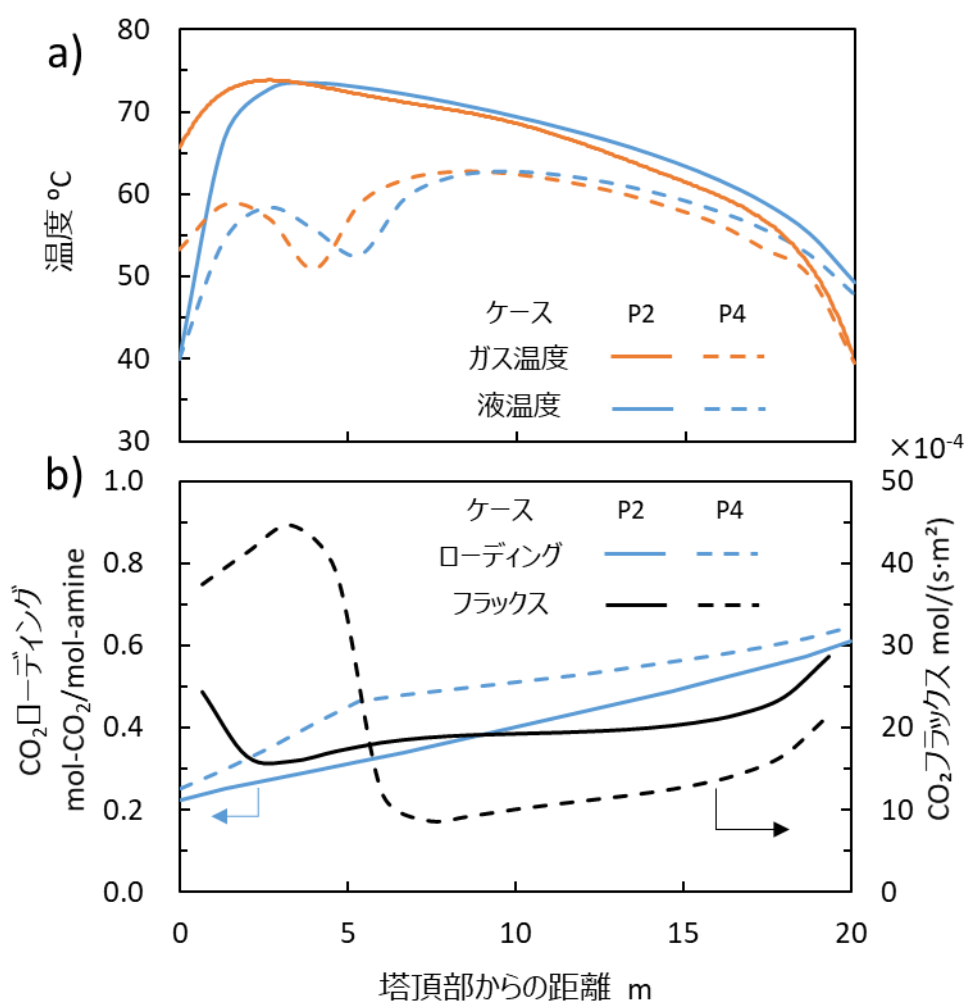 a)
80
70
60
50
40
30
温度 ℃
ケース P2 P4
ガス温度
液温度
×10⁻⁴
b)
1.0
0.8
0.6
0.4
0.2
0.0
CO₂ローディング
mol-CO₂/mol-amine
ケース P2 P4
ローディング
フラックス
50
40
30
20
10
0
CO₂フラックス mol/(s·m²)
0 5 10 15 20
塔頂部からの距離 m